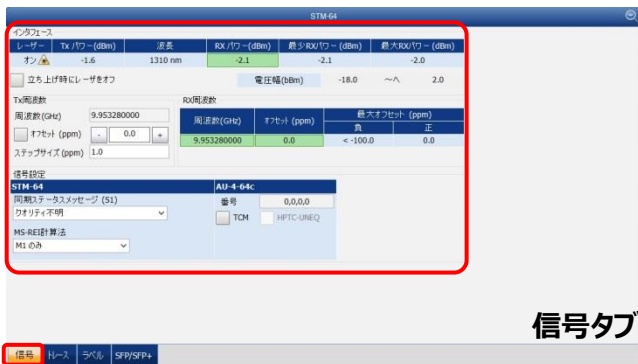 STM-64
インタフェース
レーザー Tx パワー(dBm) 波長 RX パワー(dBm) 最少RXパワー (dBm) 最大RXパワー (dBm)
オン -1.6 1310 nm -2.1 -2.1 -2.0
立ち上げ時にレーザをオフ 電圧幅(bBm) -18.0 ~へ 2.0
Tx周波数 RX周波数
周波数(GHz) 9.953280000 周波数(GHz) オフセット (ppm) 最大オフセット (ppm)
負 正
オフセット (ppm) - 0.0 + 9.953280000 0.0 < -100.0 0.0
ステップサイズ (ppm) 1.0
信号設定
STM-64 AU-4-64c
同期ステータスメッセージ (S1) 番号 0,0,0,0
クオリティ不明 TCM HPTC-UNEQ
MS-REI計算法
M1 のみ
信号タブ
信号 トレース ラベル SFP/SFP+